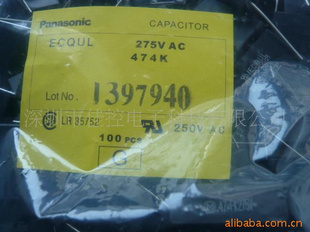 Panasonic CAPACITOR
ECQUL 275V AC
474K
Lot No. 1397940
LR 35/52 250V AC
100 PCS
G
alibaba.com.cn